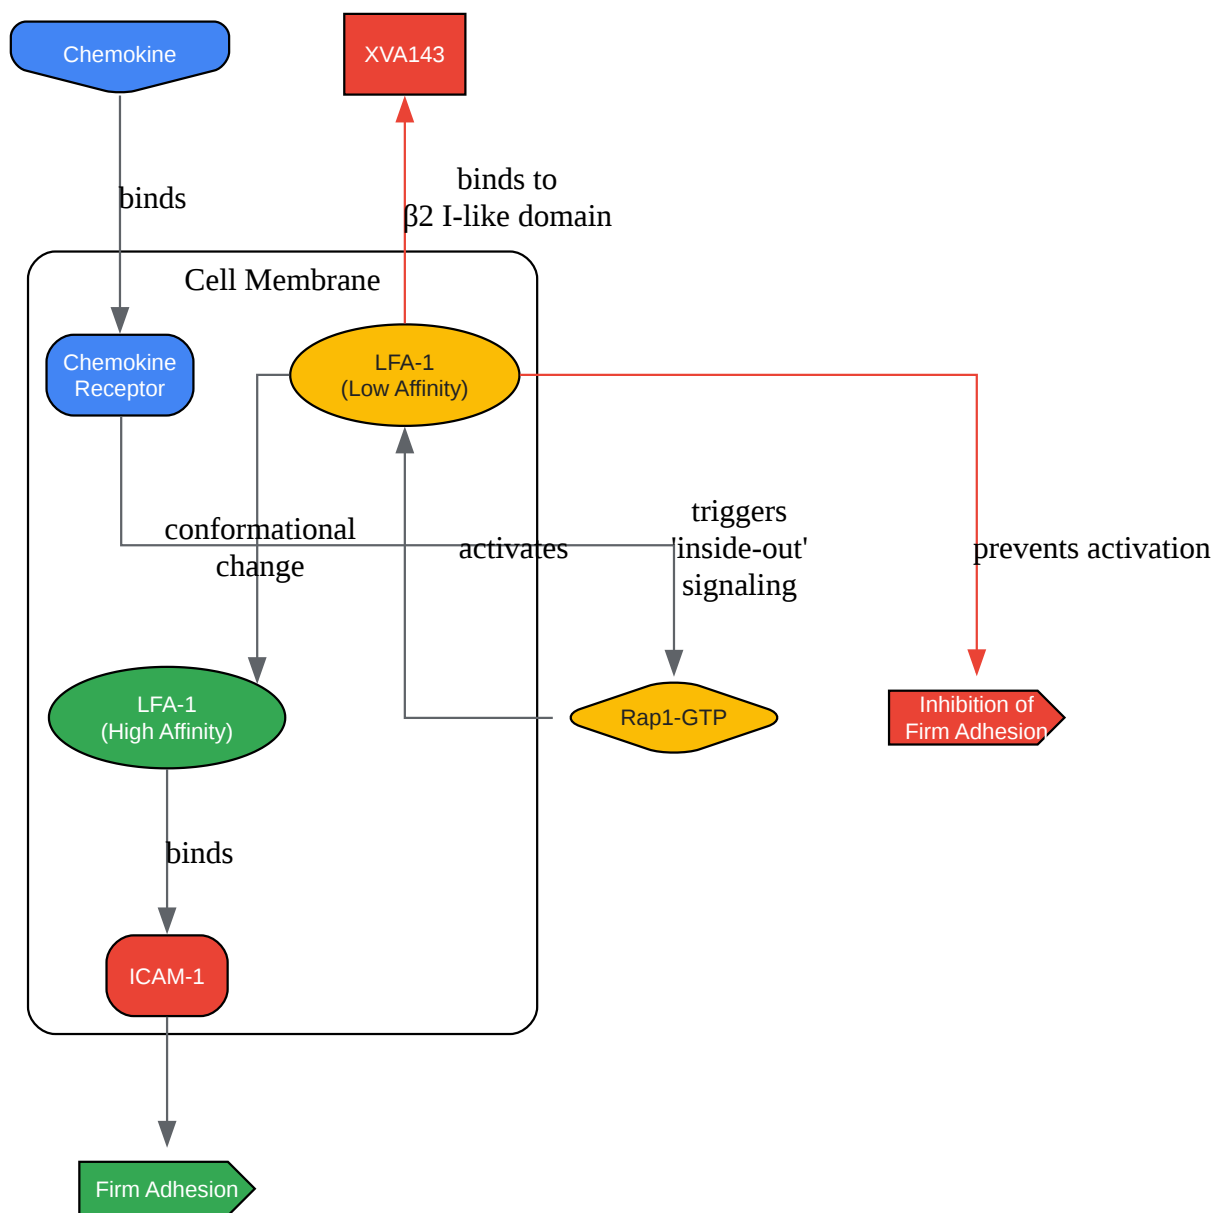 Chemokine
XVA143
binds
binds to
β2 I-like domain
Cell Membrane
Chemokine
Receptor
LFA-1
(Low Affinity)
conformational
change
activates
triggers
'inside-out'
signaling
prevents activation
LFA-1
(High Affinity)
Rap1-GTP
Inhibition of
Firm Adhesion
binds
ICAM-1
Firm Adhesion